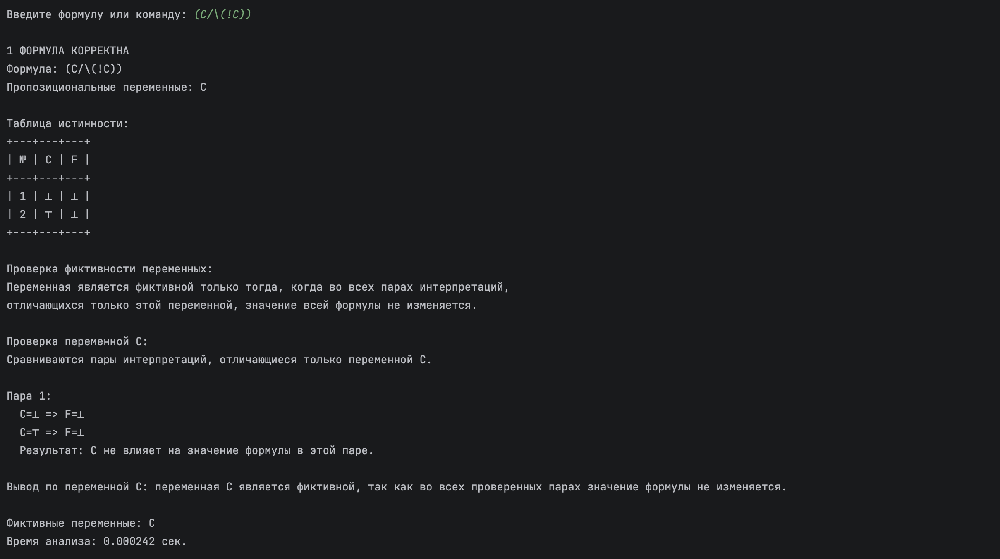 Введите формулу или команду: (C/\(!C))
1 ФОРМУЛА КОРРЕКТНА
Формула: (C/\(!C))
Пропозициональные переменные: C
Таблица истинности:
+---+---+---+
| № | C | F |
+---+---+---+
| 1 | ⊥ | ⊥ |
| 2 | ⊤ | ⊥ |
+---+---+---+
Проверка фиктивности переменных:
Переменная является фиктивной только тогда, когда во всех парах интерпретаций,
отличающихся только этой переменной, значение всей формулы не изменяется.
Проверка переменной C:
Сравниваются пары интерпретаций, отличающиеся только переменной C.
Пара 1:
  C=⊥ => F=⊥
  C=⊤ => F=⊥
  Результат: C не влияет на значение формулы в этой паре.
Вывод по переменной C: переменная C является фиктивной, так как во всех проверенных парах значение формулы не изменяется.
Фиктивные переменные: C
Время анализа: 0.000242 сек.